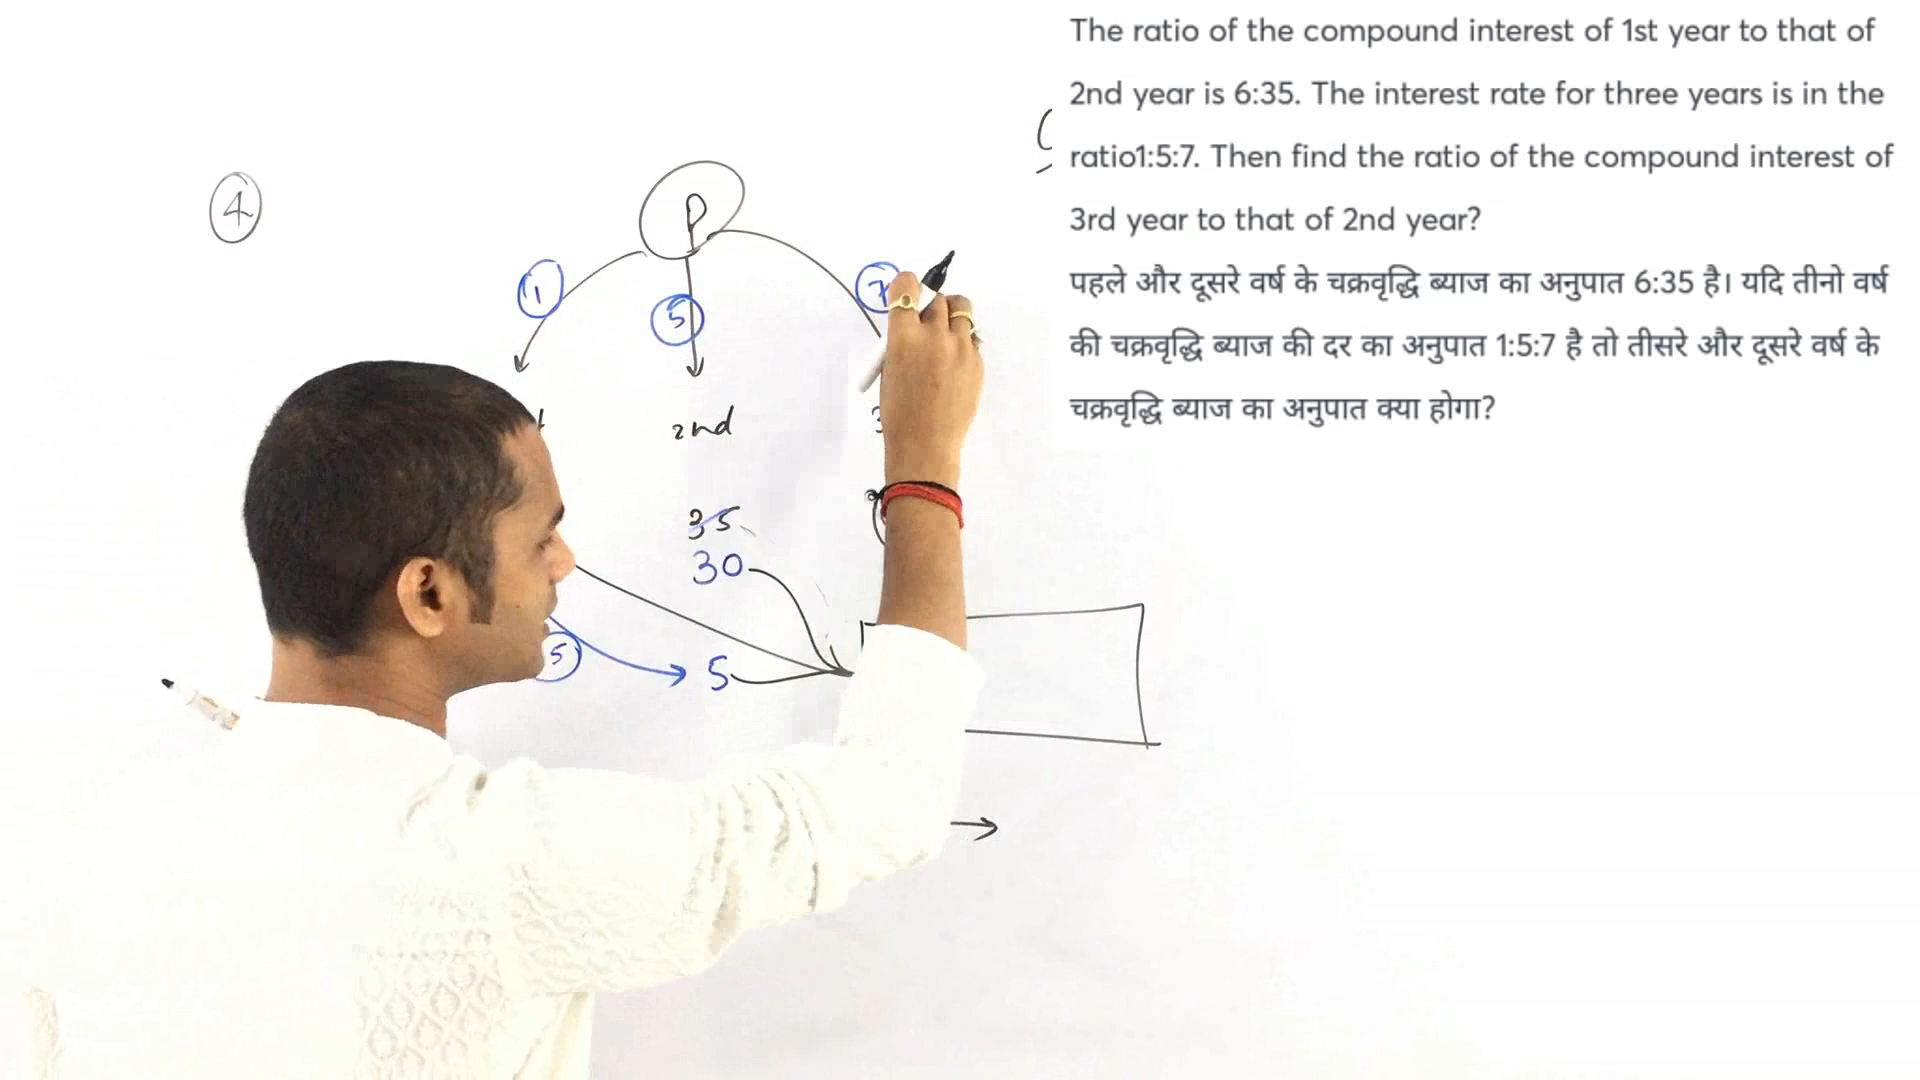 The ratio of the compound interest of 1st year to that of
2nd year is 6:35. The interest rate for three years is in the
ratio1:5:7. Then find the ratio of the compound interest of
3rd year to that of 2nd year?
पहले और दूसरे वर्ष के चक्रवृद्धि ब्याज का अनुपात 6:35 है। यदि तीनो वर्ष
की चक्रवृद्धि ब्याज की दर का अनुपात 1:5:7 है तो तीसरे और दूसरे वर्ष के
चक्रवृद्धि ब्याज का अनुपात क्या होगा?
4
P
1
5
7
2nd
35
30
5
5